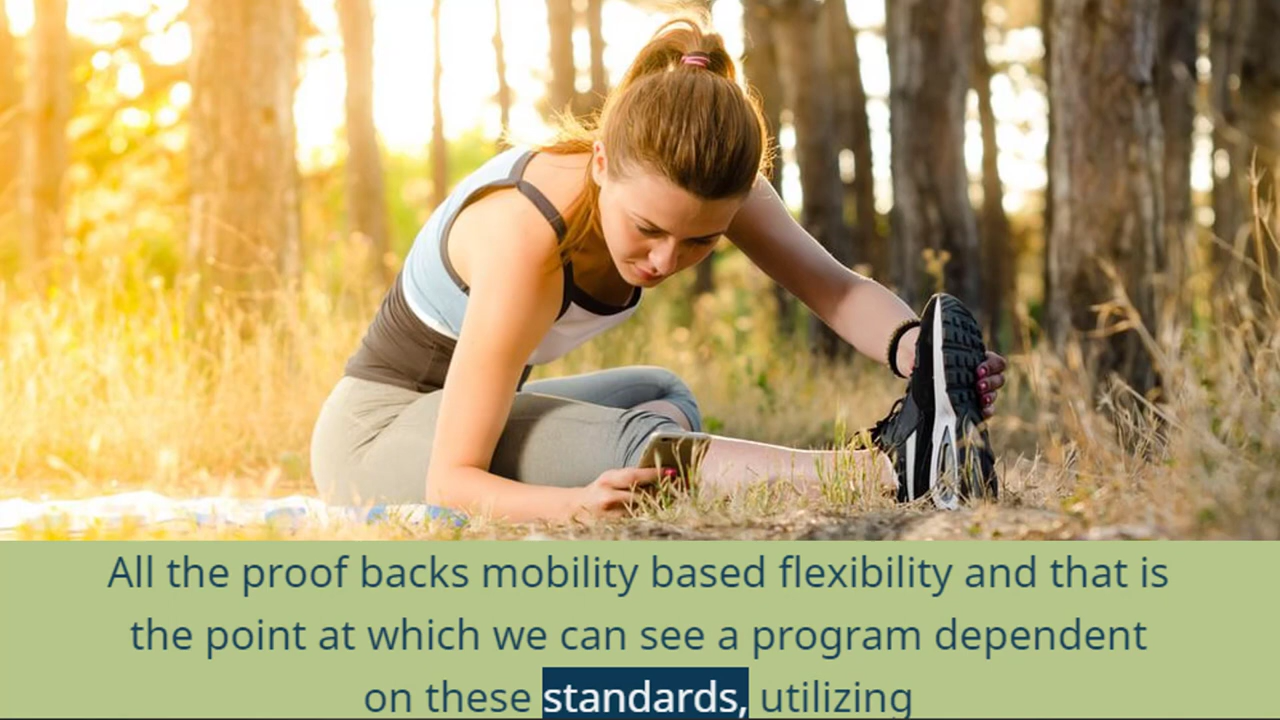 All the proof backs mobility based flexibility and that is
the point at which we can see a program dependent
on these standards, utilizing